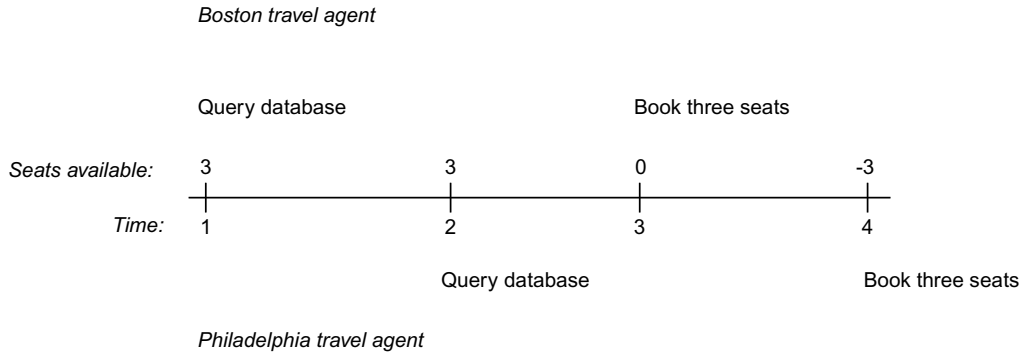 Boston travel agent
Query database Book three seats
Seats available: 3 3 0 -3
Time: 1 2 3 4
Query database Book three seats
Philadelphia travel agent